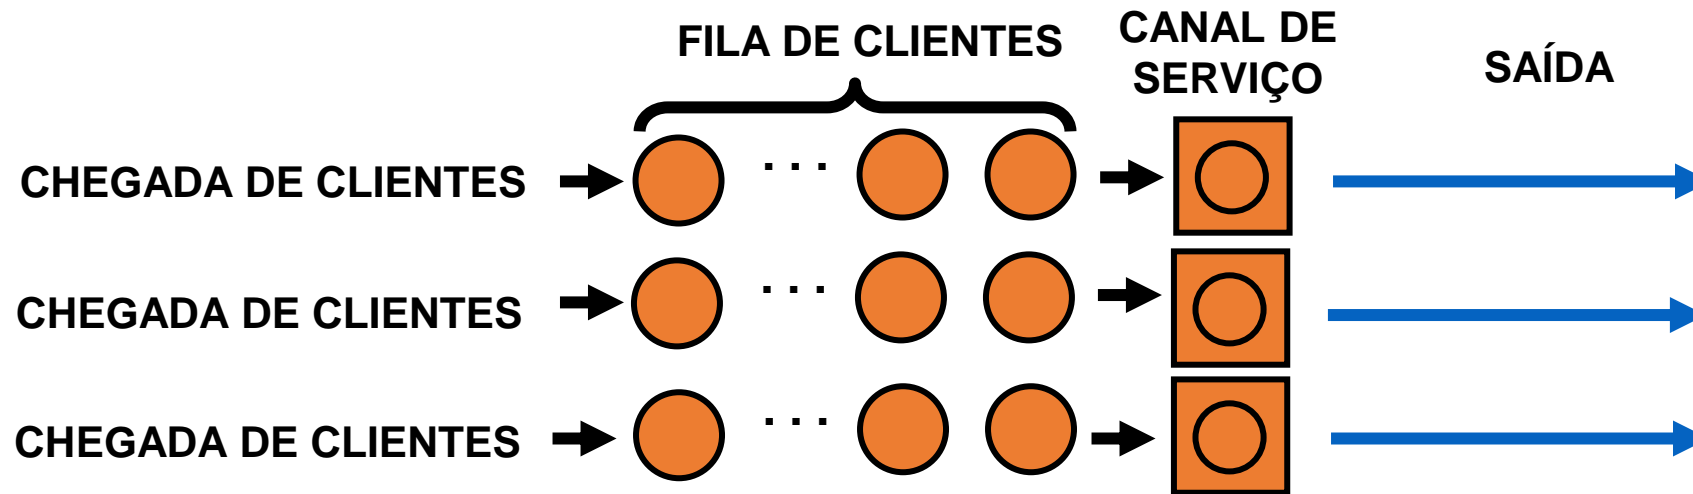 FILA DE CLIENTES
CANAL DE
SERVIÇO
SAÍDA
CHEGADA DE CLIENTES
. . .
CHEGADA DE CLIENTES
. . .
CHEGADA DE CLIENTES
. . .